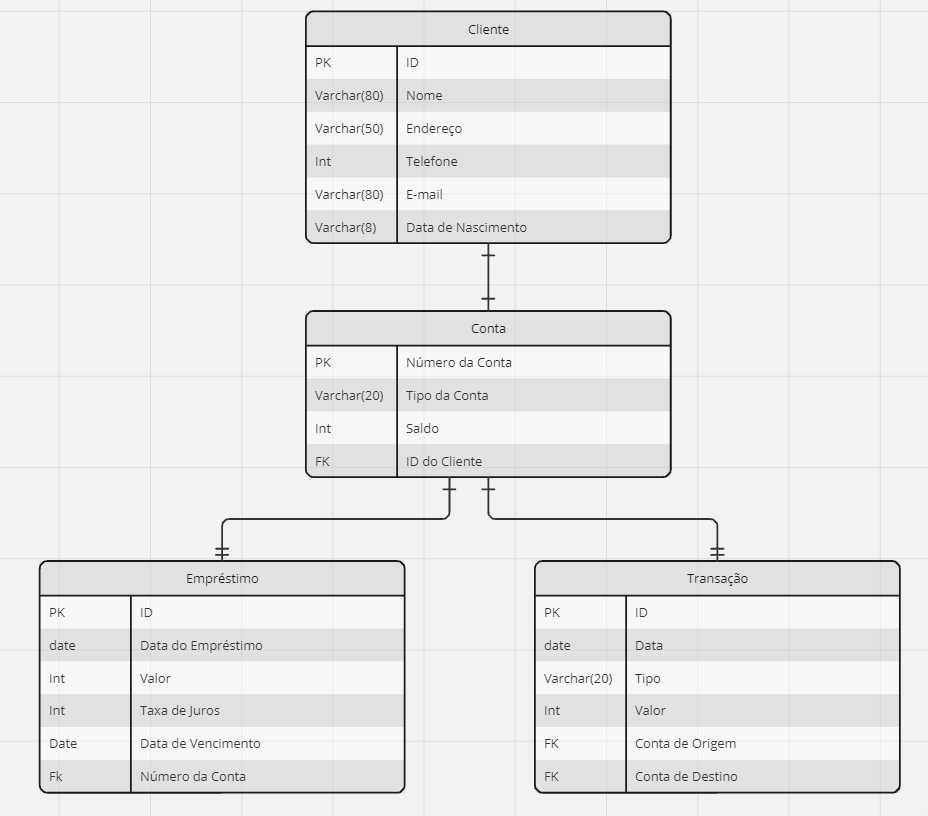 Cliente
PK ID
Varchar(80) Nome
Varchar(50) Endereço
Int Telefone
Varchar(80) E-mail
Varchar(8) Data de Nascimento
Conta
PK Número da Conta
Varchar(20) Tipo da Conta
Int Saldo
FK ID do Cliente
Empréstimo
PK ID
date Data do Empréstimo
Int Valor
Int Taxa de Juros
Date Data de Vencimento
Fk Número da Conta
Transação
PK ID
date Data
Varchar(20) Tipo
Int Valor
FK Conta de Origem
FK Conta de Destino